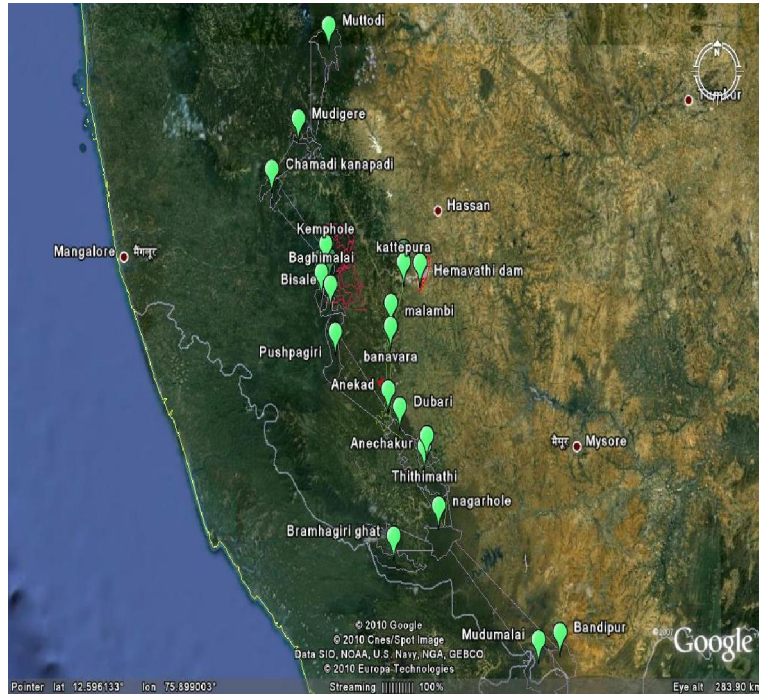 Muttodi
N
Tumkur
Mudigere
Chamadi kanapadi
Hassan
Kemphole
kattepura
Mangalore मंगलूर
Baghimalai
Hemavathi dam
Bisale
malambi
Pushpagiri
banavara
Anekad
Dubari
Anechakur
मैसूर Mysore
Thithimathi
nagarhole
Bramhagiri ghat
© 2010 Google
© 2010 Cnes/Spot Image
Data SIO, NOAA, U.S. Navy, NGA, GEBCO
© 2010 Europa Technologies
Mudumalai
Bandipur
Google
Pointer lat 12.596133° lon 75.899003° Streaming 100% Eye alt 283.90 km